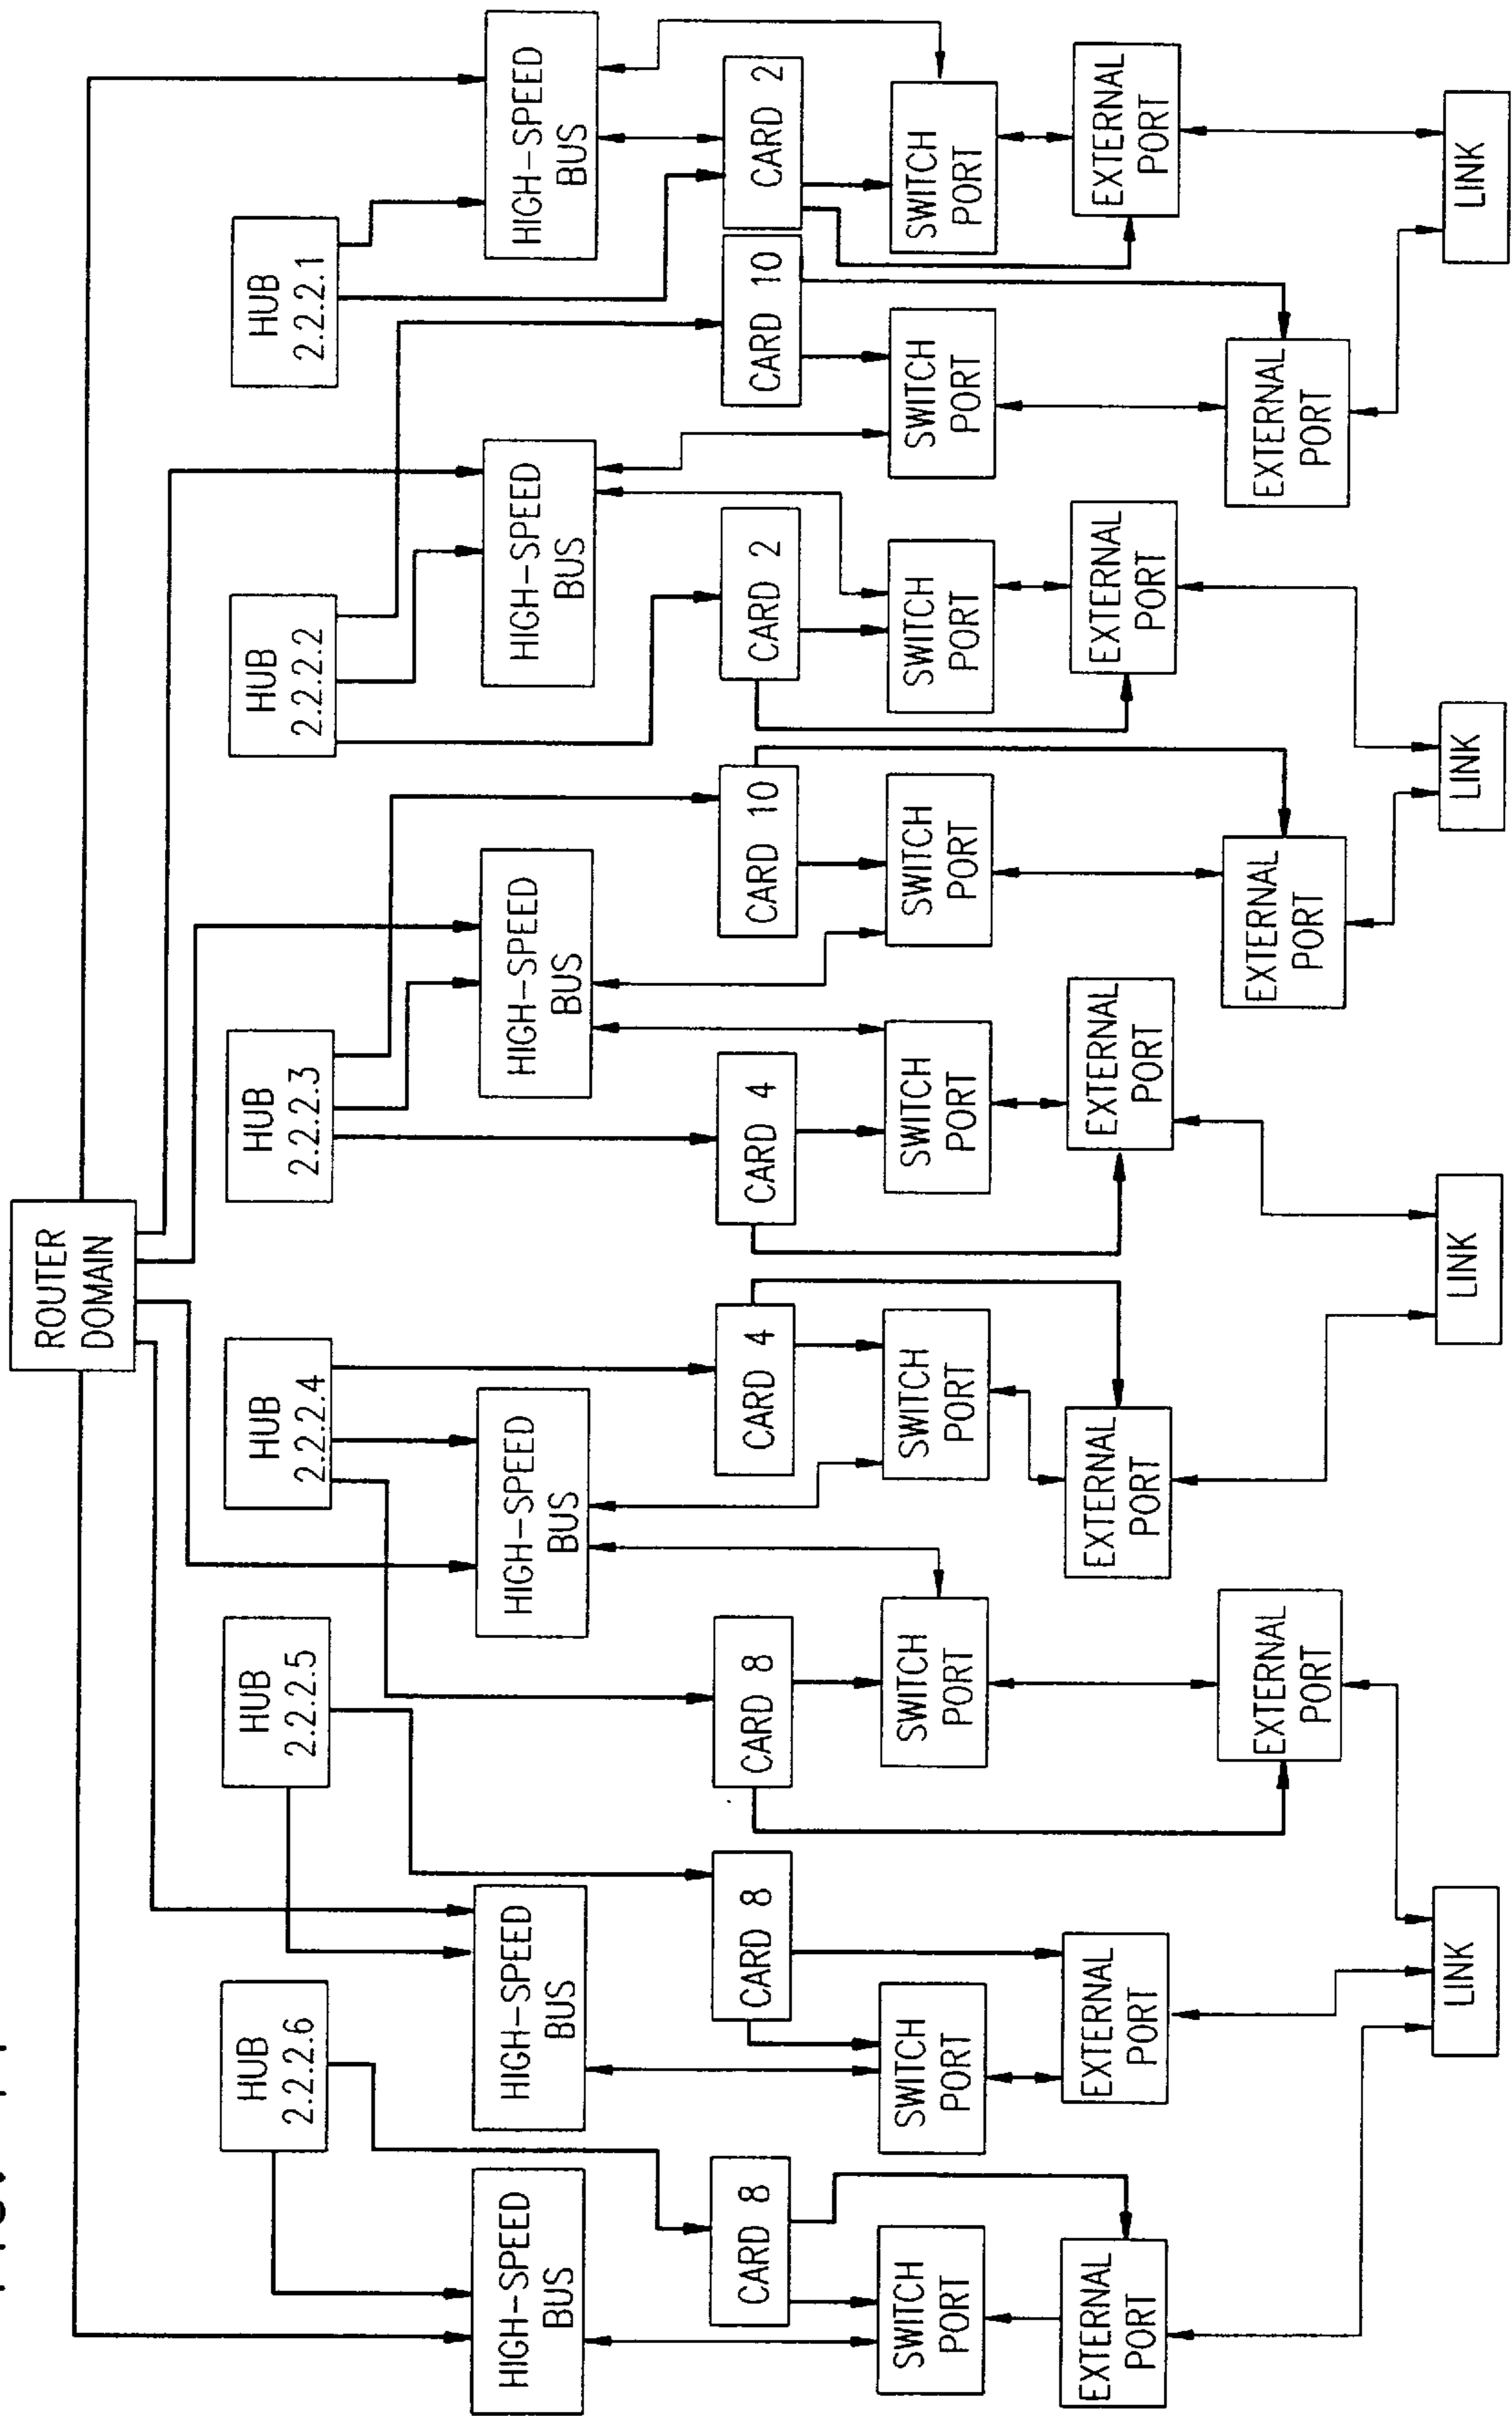 ROUTER
DOMAIN
HUB
2.2.2.6
HUB
2.2.2.5
HUB
2.2.2.4
HUB
2.2.2.3
HUB
2.2.2.2
HUB
2.2.2.1
HIGH-SPEED
BUS
HIGH-SPEED
BUS
HIGH-SPEED
BUS
HIGH-SPEED
BUS
HIGH-SPEED
BUS
HIGH-SPEED
BUS
CARD 8
CARD 8
CARD 8
CARD 4
CARD 4
CARD 10
CARD 2
CARD 10
CARD 2
SWITCH
PORT
SWITCH
PORT
SWITCH
PORT
SWITCH
PORT
SWITCH
PORT
SWITCH
PORT
SWITCH
PORT
SWITCH
PORT
SWITCH
PORT
EXTERNAL
PORT
EXTERNAL
PORT
EXTERNAL
PORT
EXTERNAL
PORT
EXTERNAL
PORT
EXTERNAL
PORT
EXTERNAL
PORT
EXTERNAL
PORT
EXTERNAL
PORT
LINK
LINK
LINK
LINK